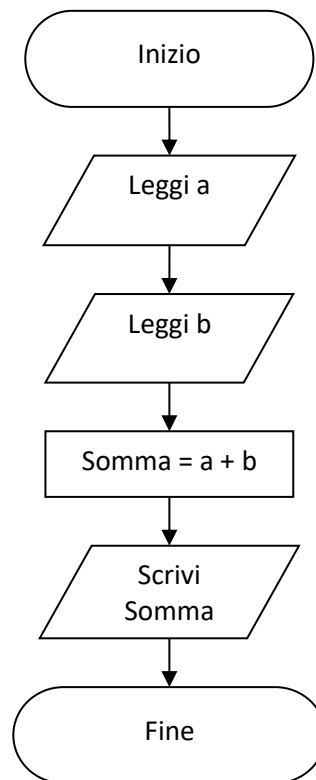 Inizio
Leggi a
Leggi b
Somma = a + b
Scrivi
Somma
Fine